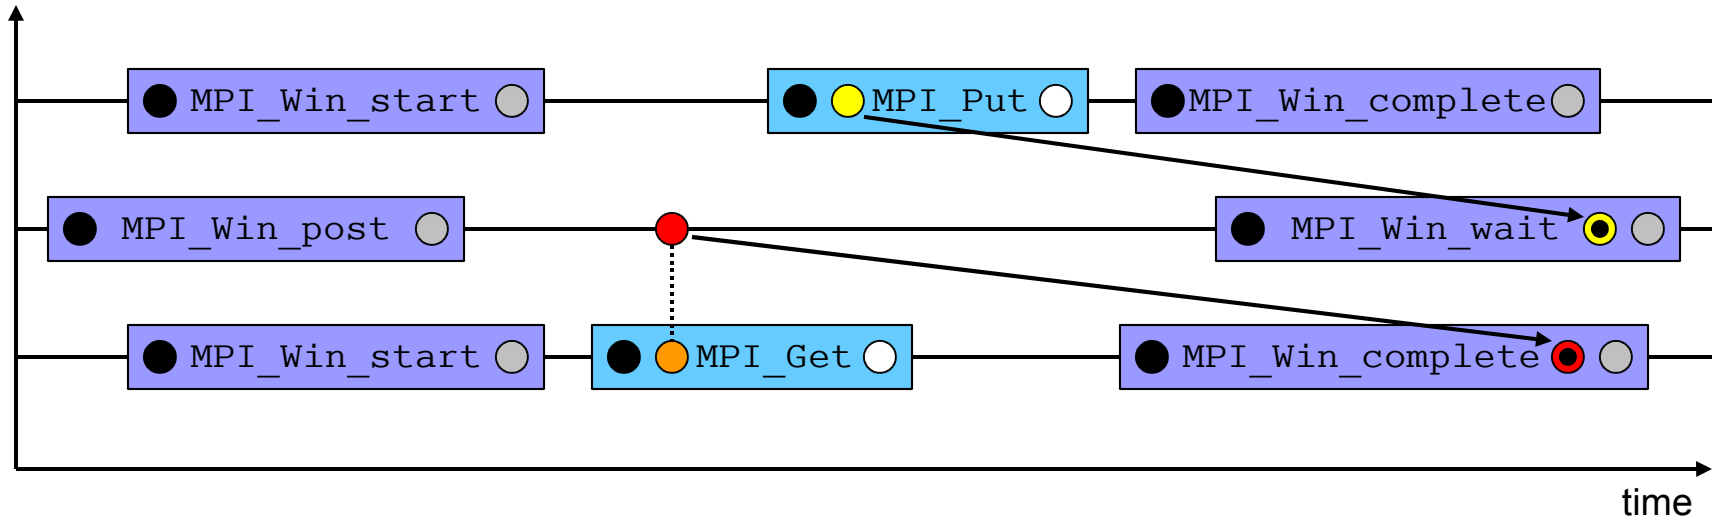 MPI_Win_start MPI_Put MPI_Win_complete
MPI_Win_post MPI_Win_wait
MPI_Win_start MPI_Get MPI_Win_complete
time